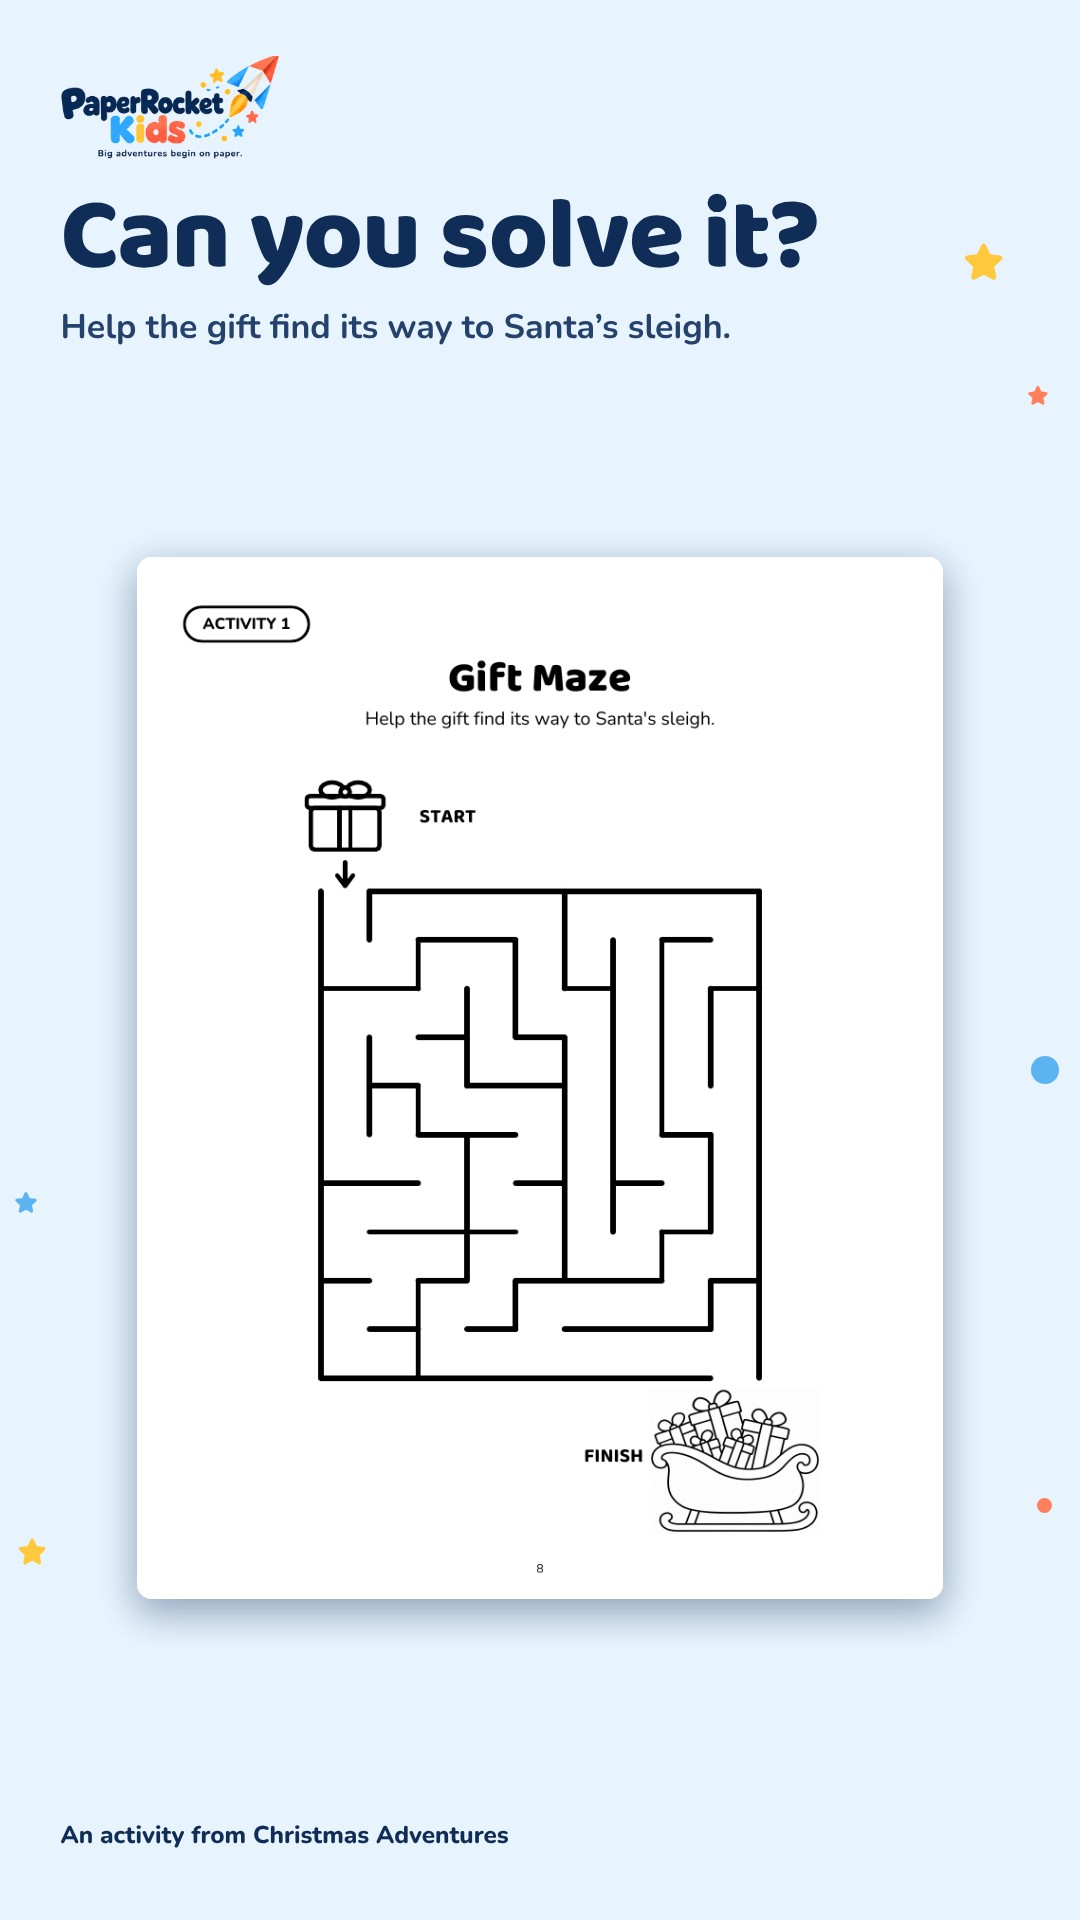 PaperRocket
Kids
Big adventures begin on paper.
Can you solve it?
Help the gift find its way to Santa’s sleigh.
ACTIVITY 1
Gift Maze
Help the gift find its way to Santa's sleigh.
START
FINISH
8
An activity from Christmas Adventures